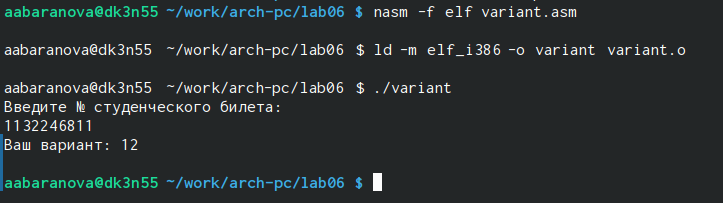 aabaranova@dk3n55 ~/work/arch-pc/lab06 $ nasm -f elf variant.asm
aabaranova@dk3n55 ~/work/arch-pc/lab06 $ ld -m elf_i386 -o variant variant.o
aabaranova@dk3n55 ~/work/arch-pc/lab06 $ ./variant
Введите № студенческого билета:
1132246811
Ваш вариант: 12
aabaranova@dk3n55 ~/work/arch-pc/lab06 $